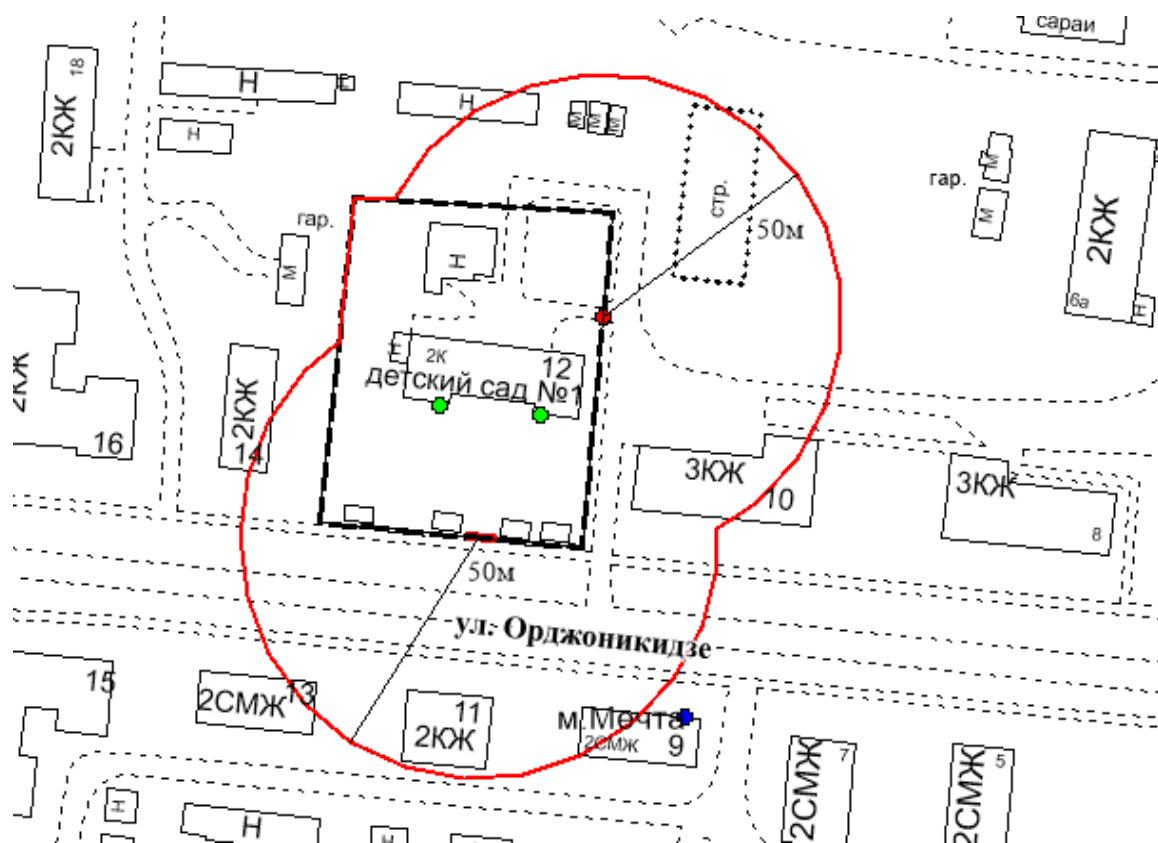 сараи
18
2КЖ
Н
Н
Н
Н
М
М
М
стр.
50м
гар.
М
М
2КЖ
6а
Н
гар.
М
Н
2КЖ
16
2КЖ
14
Н
2К
12
детский сад №1
3КЖ
10
3КЖ
8
50м
ул. Орджоникидзе
15
2СМЖ
13
11
2КЖ
м.Мечта
2СМЖ
9
2СМЖ
7
2СМЖ
5
Н
Н
Н